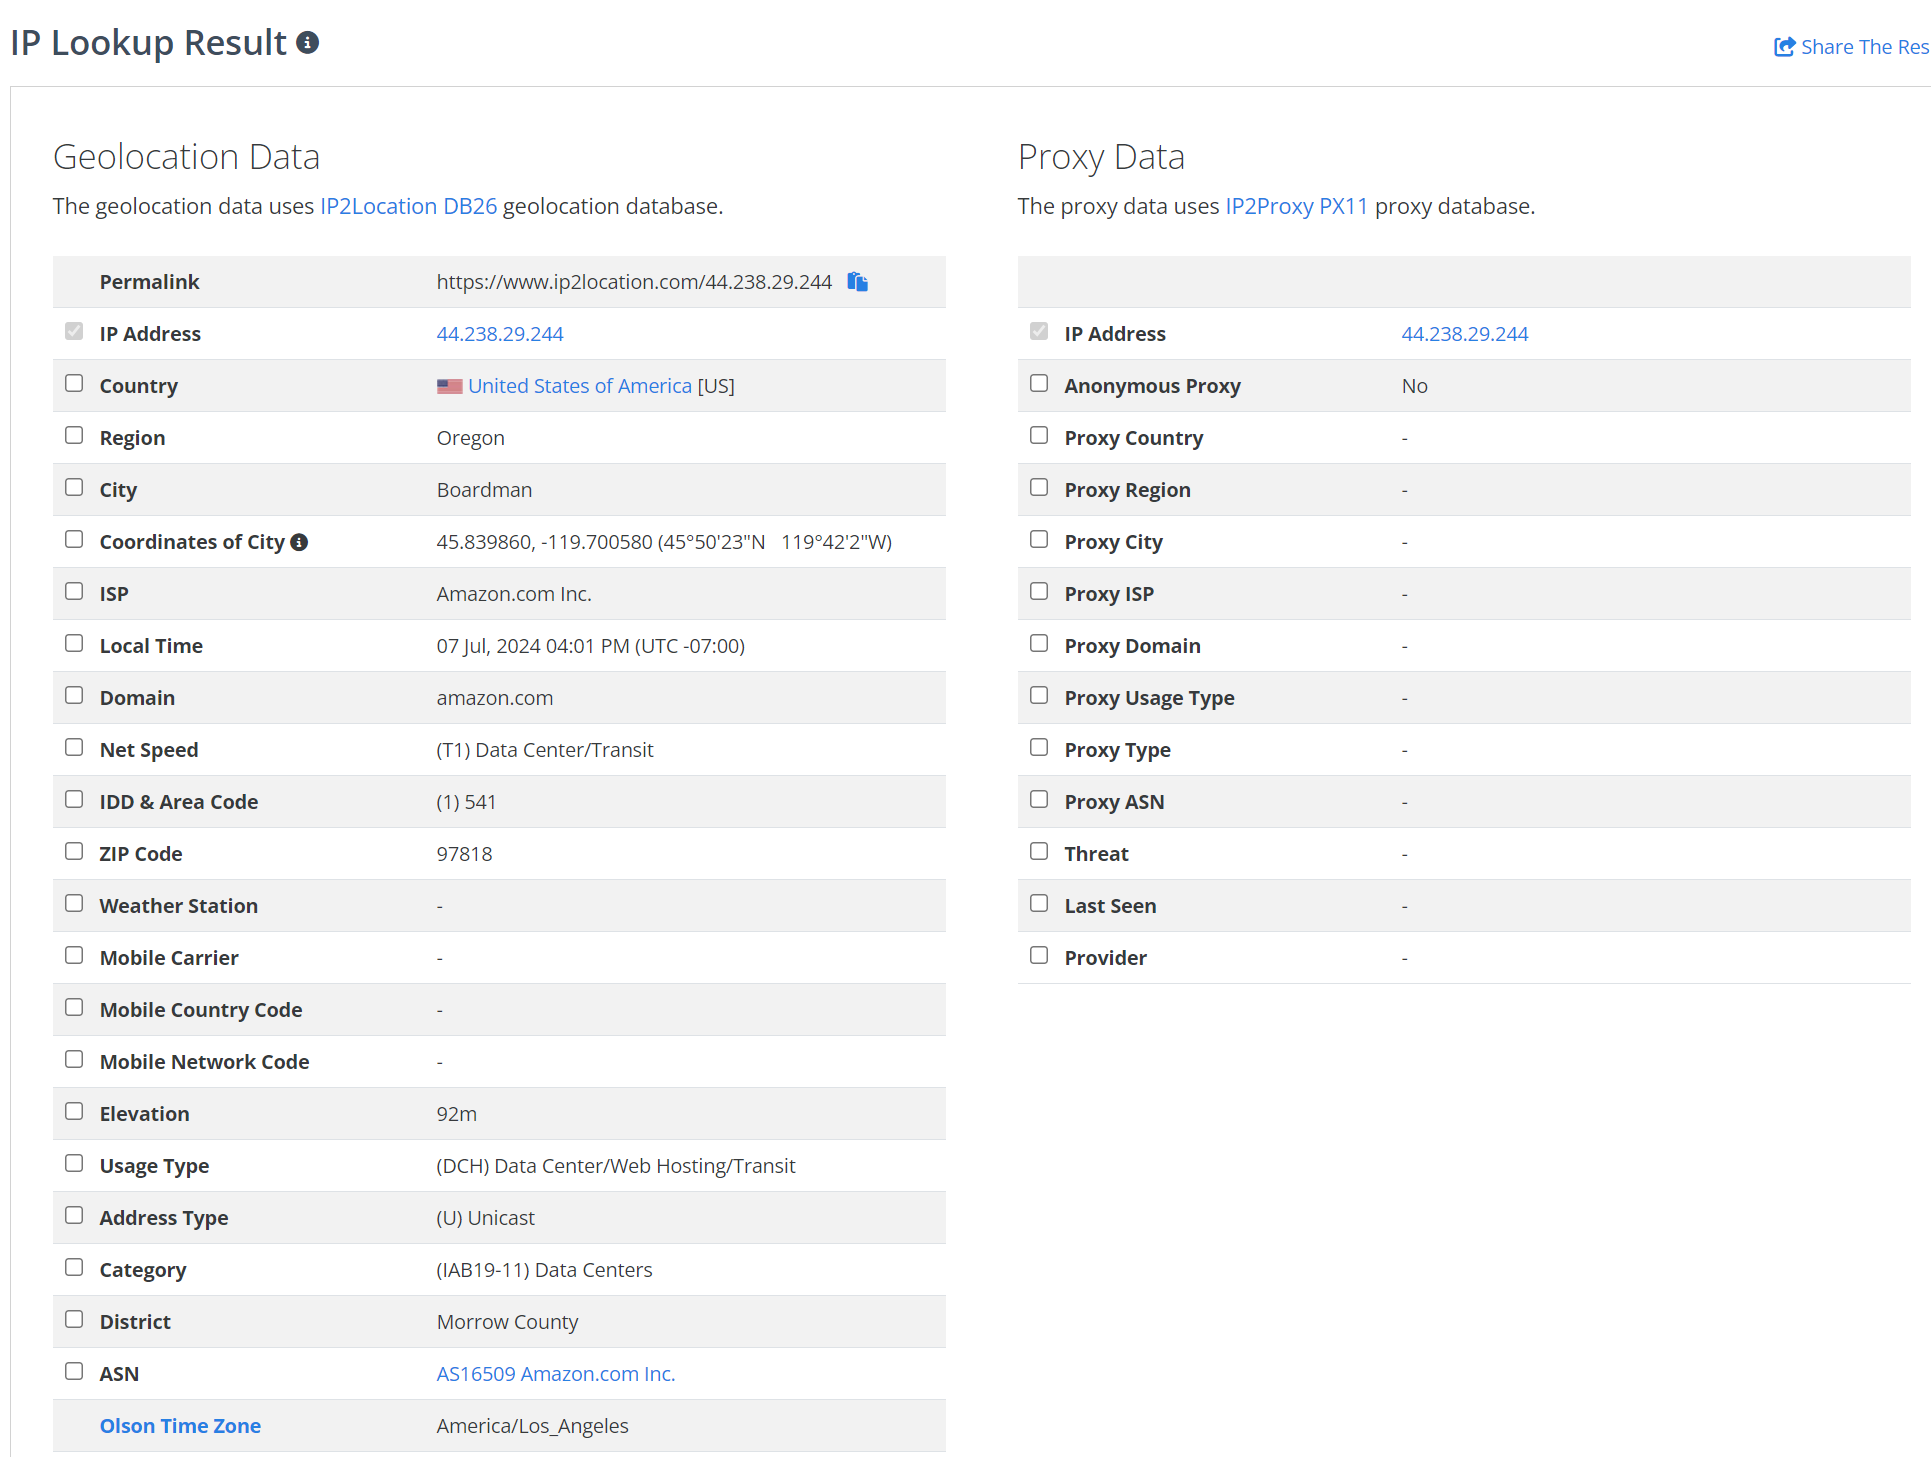 IP Lookup Result
Share The Res
Geolocation Data
The geolocation data uses IP2Location DB26 geolocation database.
Permalink https://www.ip2location.com/44.238.29.244
IP Address 44.238.29.244
Country United States of America [US]
Region Oregon
City Boardman
Coordinates of City 45.839860, -119.700580 (45°50'23"N 119°42'2"W)
ISP Amazon.com Inc.
Local Time 07 Jul, 2024 04:01 PM (UTC -07:00)
Domain amazon.com
Net Speed (T1) Data Center/Transit
IDD & Area Code (1) 541
ZIP Code 97818
Weather Station -
Mobile Carrier -
Mobile Country Code -
Mobile Network Code -
Elevation 92m
Usage Type (DCH) Data Center/Web Hosting/Transit
Address Type (U) Unicast
Category (IAB19-11) Data Centers
District Morrow County
ASN AS16509 Amazon.com Inc.
Olson Time Zone America/Los_Angeles
Proxy Data
The proxy data uses IP2Proxy PX11 proxy database.
IP Address 44.238.29.244
Anonymous Proxy No
Proxy Country -
Proxy Region -
Proxy City -
Proxy ISP -
Proxy Domain -
Proxy Usage Type -
Proxy Type -
Proxy ASN -
Threat -
Last Seen -
Provider -